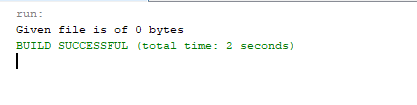 run:
Given file is of 0 bytes
BUILD SUCCESSFUL (total time: 2 seconds)